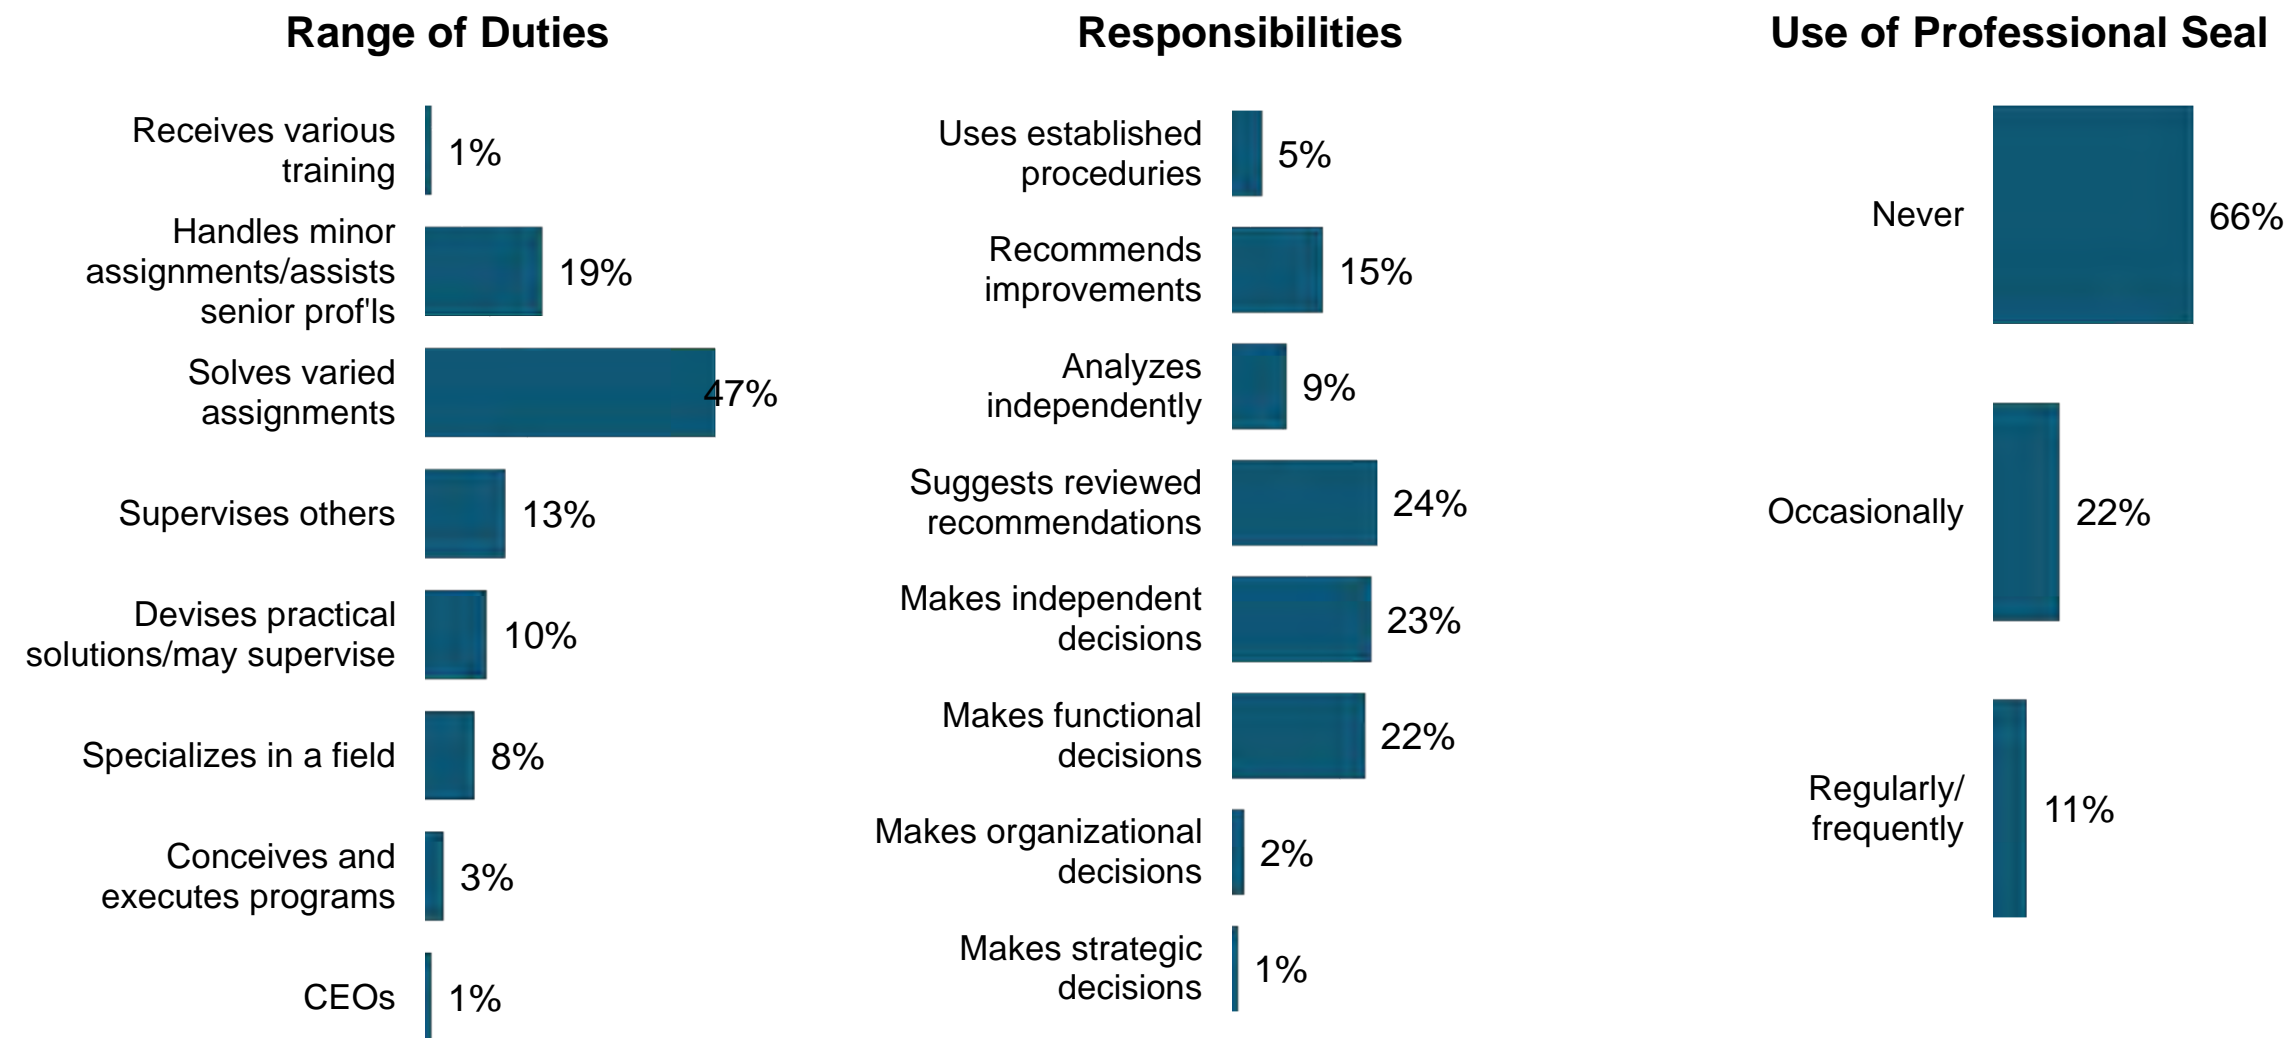 Range of Duties
Receives various
training
1%
Handles minor
assignments/assists
senior prof'ls
19%
Solves varied
assignments
47%
Supervises others
13%
Devises practical
solutions/may supervise
10%
Specializes in a field
8%
Conceives and
executes programs
3%
CEOs
1%
Responsibilities
Uses established
proceduries
5%
Recommends
improvements
15%
Analyzes
independently
9%
Suggests reviewed
recommendations
24%
Makes independent
decisions
23%
Makes functional
decisions
22%
Makes organizational
decisions
2%
Makes strategic
decisions
1%
Use of Professional Seal
Never
66%
Occasionally
22%
Regularly/
frequently
11%